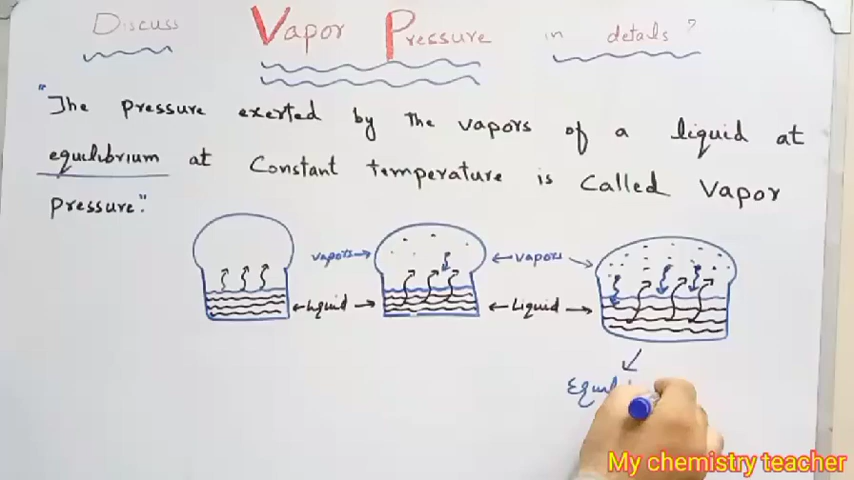 Discuss Vapor Pressure in details?
"The pressure exerted by the vapors of a liquid at
equilibrium at Constant temperature is Called Vapor
pressure."
vapors vapors
Liquid Liquid
My chemistry teacher